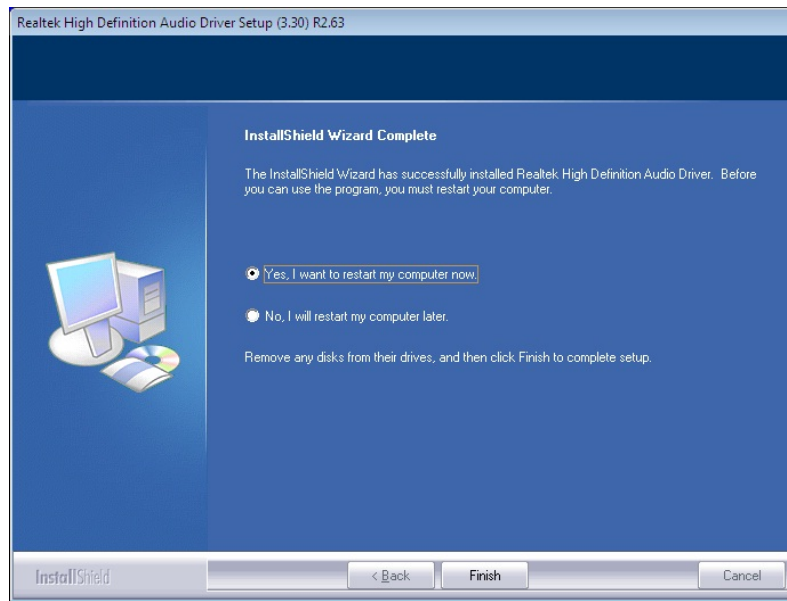 Realtek High Definition Audio Driver Setup (3.30) R2.63
InstallShield Wizard Complete
The InstallShield Wizard has successfully installed Realtek High Definition Audio Driver. Before
you can use the program, you must restart your computer.
Yes, I want to restart my computer now.
No, I will restart my computer later.
Remove any disks from their drives, and then click Finish to complete setup.
InstallShield
< Back
Finish
Cancel